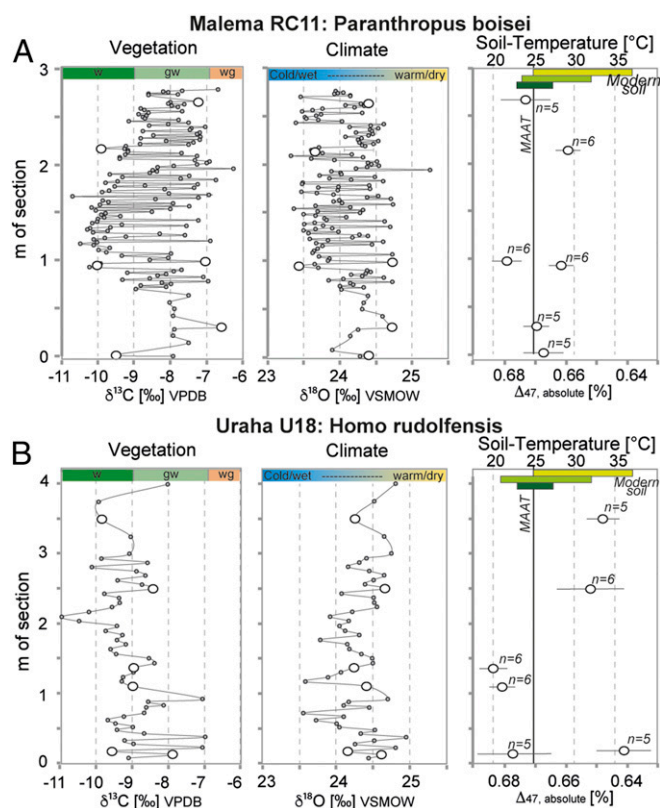 Malema RC11: Paranthropus boisei
A
Vegetation
Climate
Soil-Temperature [°C]
20 25 30 35
w gw wg
Cold/wet ---------- warm/dry
Modern soil
MAAT
n=5
n=6
n=6
n=6
n=5
n=5
m of section
3
2
1
0
-11 -10 -9 -8 -7 -6
δ¹³C [‰] VPDB
23 24 25 26
δ¹⁸O [‰] VSMOW
0.68 0.66 0.64
Δ47, absolute [%]
Uraha U18: Homo rudolfensis
B
Vegetation
Climate
Soil-Temperature [°C]
20 25 30 35
w gw wg
Cold/wet ---------- warm/dry
Modern soil
MAAT
n=5
n=6
n=6
n=6
n=5
n=5
m of section
4
3
2
1
0
-11 -10 -9 -8 -7 -6
δ¹³C [‰] VPDB
23 24 25 26
δ¹⁸O [‰] VSMOW
0.68 0.66 0.64
Δ47, absolute [%]